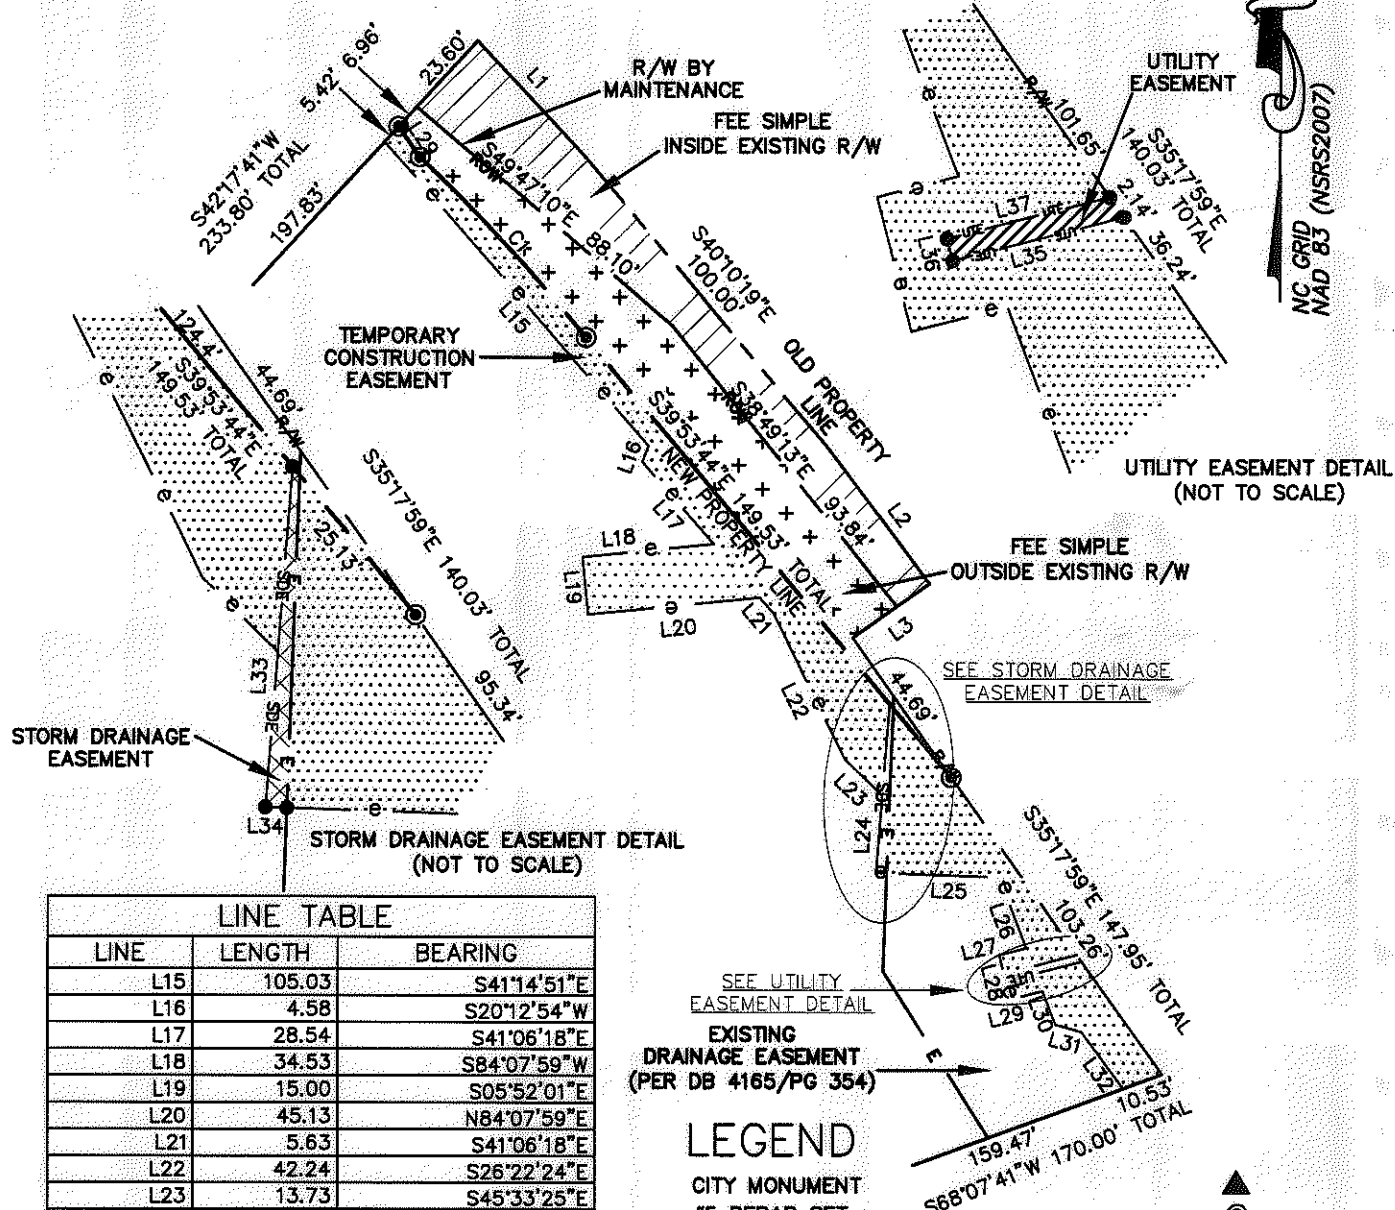 5.42'
6.96'
23.60'
L1
R/W BY
MAINTENANCE
FEE SIMPLE
INSIDE EXISTING R/W
S42°17'41"W
233.80' TOTAL
197.83'
S49°47'10"E
88.10'
CK
e
L15
S40°10'19"E
100.00'
OLD PROPERTY
LINE
TEMPORARY
CONSTRUCTION
EASEMENT
S38°49'13"E
93.84'
S39°53'44"E 149.53' TOTAL
NEW PROPERTY LINE
L16
L17
L18
L19
L20
L21
L2
L3
FEE SIMPLE
OUTSIDE EXISTING R/W
UTILITY
EASEMENT
R/W
101.65'
S35°17'59"E
140.03' TOTAL
2.14'
36.24'
L37
UTE
L36
L35
UTILITY EASEMENT DETAIL
(NOT TO SCALE)
NC GRID
NAD 83 (NSRS2007)
124.4'
S39°53'44"E
149.53' TOTAL
44.69'
R/W
S35°17'59"E 140.03' TOTAL
25.13'
95.34'
SDE
E
L33
SDE
E
STORM DRAINAGE
EASEMENT
L34
STORM DRAINAGE EASEMENT DETAIL
(NOT TO SCALE)
SEE STORM DRAINAGE
EASEMENT DETAIL
44.69'
L22
L23
L24
SDE
E
L25
S35°17'59"E 147.95' TOTAL
103.26'
L26
L27
L28
L29
L30
L31
L32
SEE UTILITY
EASEMENT DETAIL
EXISTING
DRAINAGE EASEMENT
(PER DB 4165/PG 354)
E
10.53'
159.47'
S68°07'41"W 170.00' TOTAL
LINE TABLE
LINE LENGTH BEARING
L15 105.03 S41°14'51"E
L16 4.58 S20°12'54"W
L17 28.54 S41°06'18"E
L18 34.53 S84°07'59"W
L19 15.00 S05°52'01"E
L20 45.13 N84°07'59"E
L21 5.63 S41°06'18"E
L22 42.24 S26°22'24"E
L23 13.73 S45°33'25"E
LEGEND
CITY MONUMENT